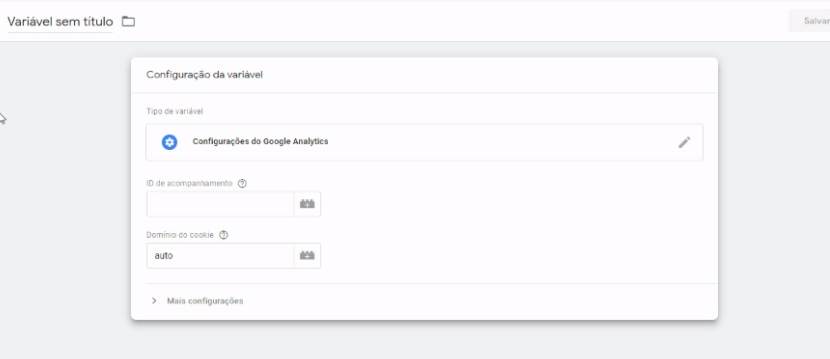 Variável sem título
Salvar
Configuração da variável
Tipo de variável
Configurações do Google Analytics
ID de acompanhamento
Domínio do cookie
auto
Mais configurações